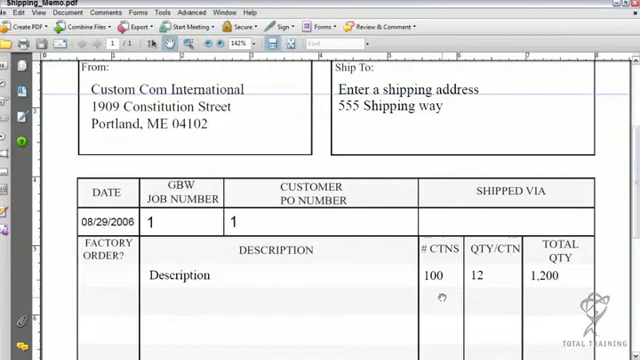 Shipping_Memo.pdf
File Edit View Document Comments Forms Tools Advanced Window Help
Create PDF Combine Files Export Start Meeting Secure Sign Forms Review & Comment
1 / 1 142% Find
From:
Custom Com International
1909 Constitution Street
Portland, ME 04102
Ship To:
Enter a shipping address
555 Shipping way
DATE GBW JOB NUMBER CUSTOMER PO NUMBER SHIPPED VIA
08/29/2006 1 1
FACTORY ORDER? DESCRIPTION # CTNS QTY/CTN TOTAL QTY
Description 100 12 1,200
TOTAL TRAINING